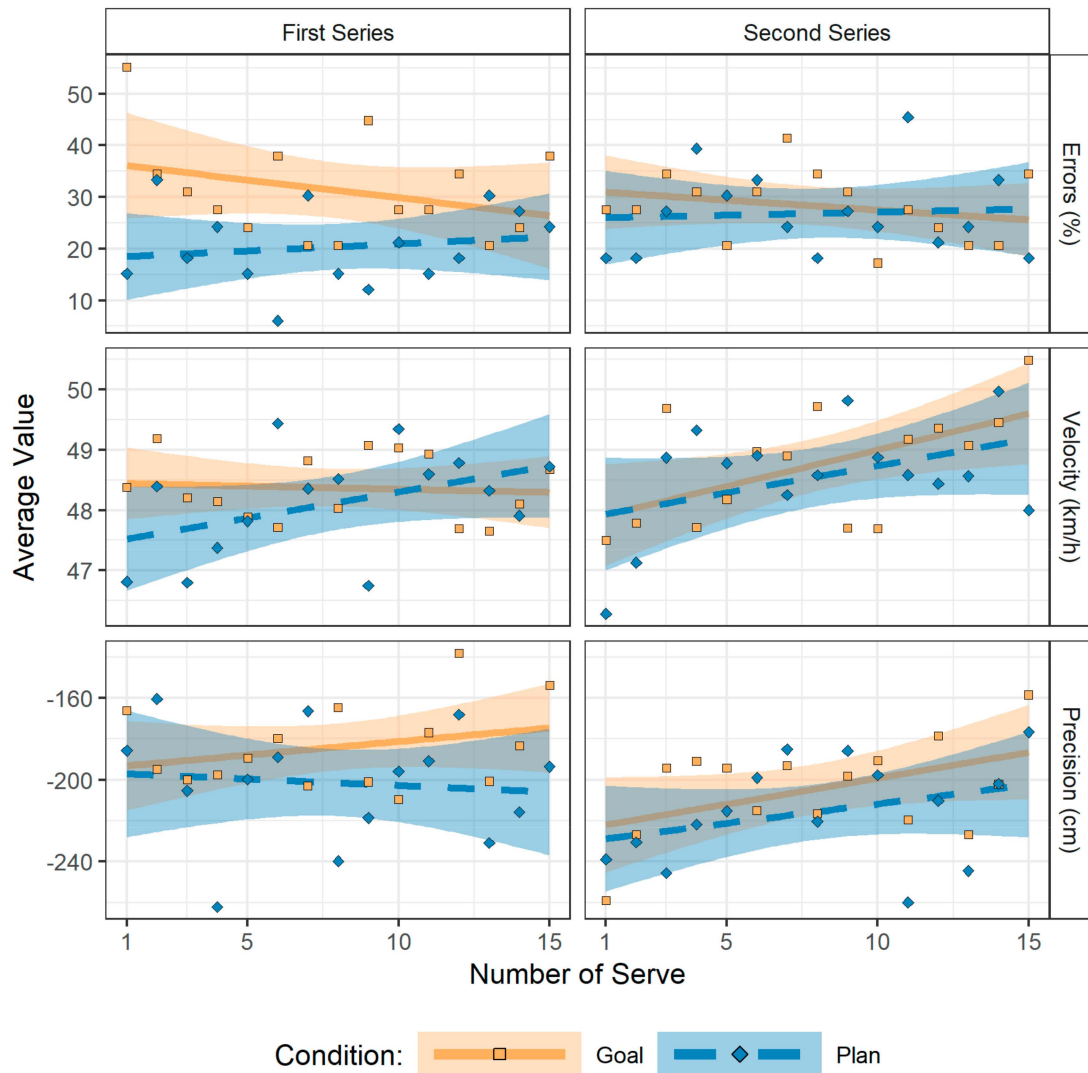 First Series
Second Series
50
40
30
20
10
Errors (%)
50
49
48
47
Velocity (km/h)
-160
-200
-240
Precision (cm)
Average Value
1 5 10 15
1 5 10 15
Number of Serve
Condition: Goal Plan